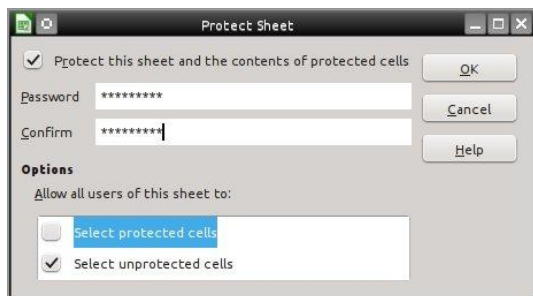 Protect Sheet
Protect this sheet and the contents of protected cells
OK
Password *********
Cancel
Confirm *********
Help
Options
Allow all users of this sheet to:
Select protected cells
Select unprotected cells